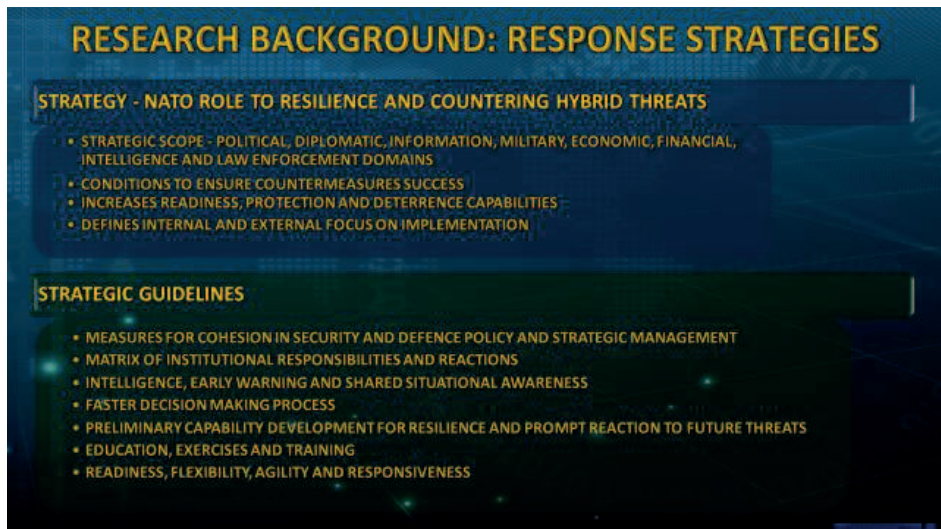 RESEARCH BACKGROUND: RESPONSE STRATEGIES
STRATEGY - NATO ROLE TO RESILIENCE AND COUNTERING HYBRID THREATS
• STRATEGIC SCOPE - POLITICAL, DIPLOMATIC, INFORMATION, MILITARY, ECONOMIC, FINANCIAL,
INTELLIGENCE AND LAW ENFORCEMENT DOMAINS
• CONDITIONS TO ENSURE COUNTERMEASURES SUCCESS
• INCREASES READINESS, PROTECTION AND DETERRENCE CAPABILITIES
• DEFINES INTERNAL AND EXTERNAL FOCUS ON IMPLEMENTATION
STRATEGIC GUIDELINES
• MEASURES FOR COHESION IN SECURITY AND DEFENCE POLICY AND STRATEGIC MANAGEMENT
• MATRIX OF INSTITUTIONAL RESPONSIBILITIES AND REACTIONS
• INTELLIGENCE, EARLY WARNING AND SHARED SITUATIONAL AWARENESS
• FASTER DECISION MAKING PROCESS
• PRELIMINARY CAPABILITY DEVELOPMENT FOR RESILIENCE AND PROMPT REACTION TO FUTURE THREATS
• EDUCATION, EXERCISES AND TRAINING
• READINESS, FLEXIBILITY, AGILITY AND RESPONSIVENESS